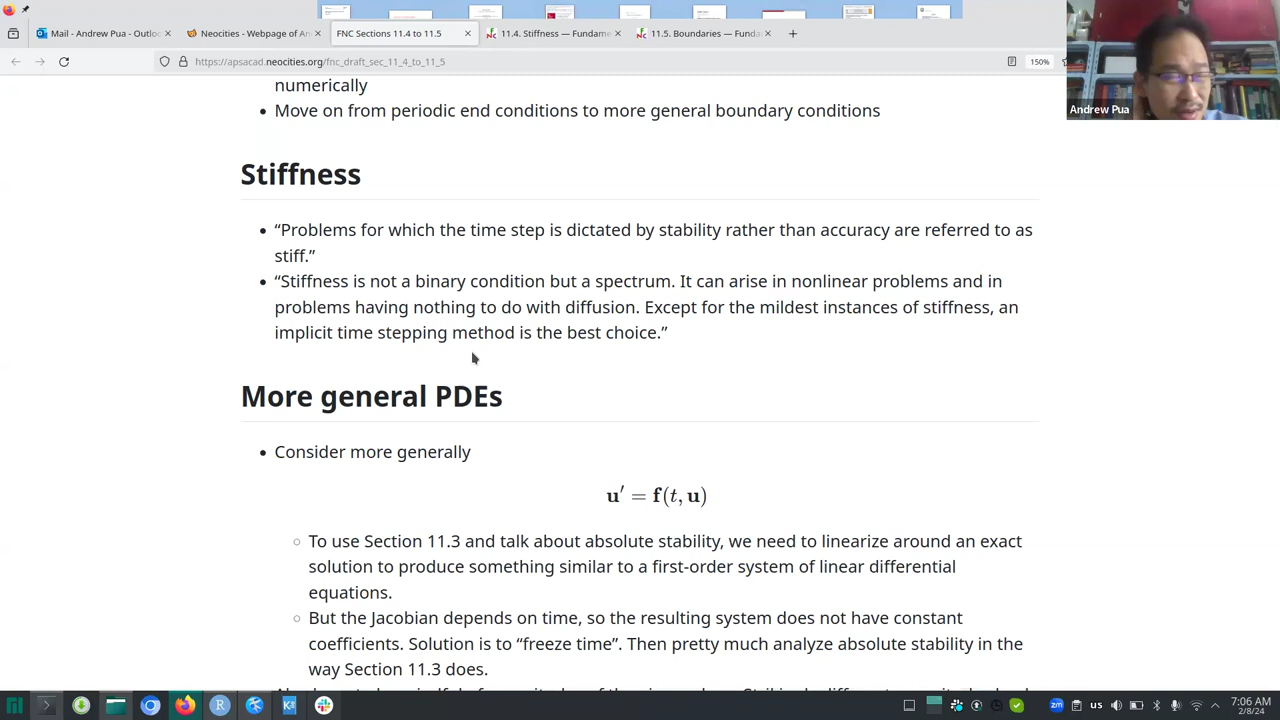 Mail - Andrew Pua - Outloo
Neocities - Webpage of An
FNC Sections 11.4 to 11.5
11.4. Stiffness — Fundame
11.5. Boundaries — Funda
https://apsacad.neocities.org/fnc_draft_sec_11_4_to_11_5
150%
Andrew Pua
numerically
• Move on from periodic end conditions to more general boundary conditions
Stiffness
• “Problems for which the time step is dictated by stability rather than accuracy are referred to as
stiff.”
• “Stiffness is not a binary condition but a spectrum. It can arise in nonlinear problems and in
problems having nothing to do with diffusion. Except for the mildest instances of stiffness, an
implicit time stepping method is the best choice.”
More general PDEs
• Consider more generally
u′ = f(t, u)
◦ To use Section 11.3 and talk about absolute stability, we need to linearize around an exact
solution to produce something similar to a first-order system of linear differential
equations.
◦ But the Jacobian depends on time, so the resulting system does not have constant
coefficients. Solution is to “freeze time”. Then pretty much analyze absolute stability in the
way Section 11.3 does.
us
7:06 AM
2/8/24